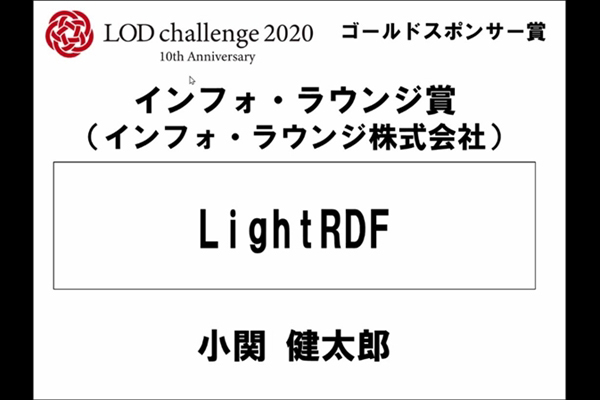 LOD challenge 2020 ゴールドスポンサー賞
10th Anniversary
インフォ・ラウンジ賞
（インフォ・ラウンジ株式会社）
LightRDF
小関 健太郎